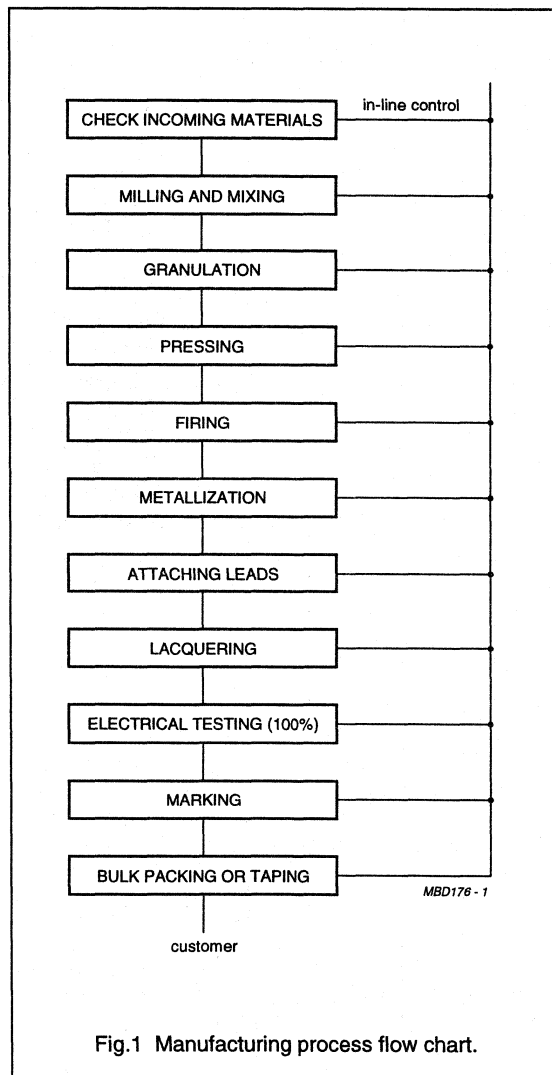 CHECK INCOMING MATERIALS
in-line control
MILLING AND MIXING
GRANULATION
PRESSING
FIRING
METALLIZATION
ATTACHING LEADS
LACQUERING
ELECTRICAL TESTING (100%)
MARKING
BULK PACKING OR TAPING
MBD176 - 1
customer
Fig.1 Manufacturing process flow chart.